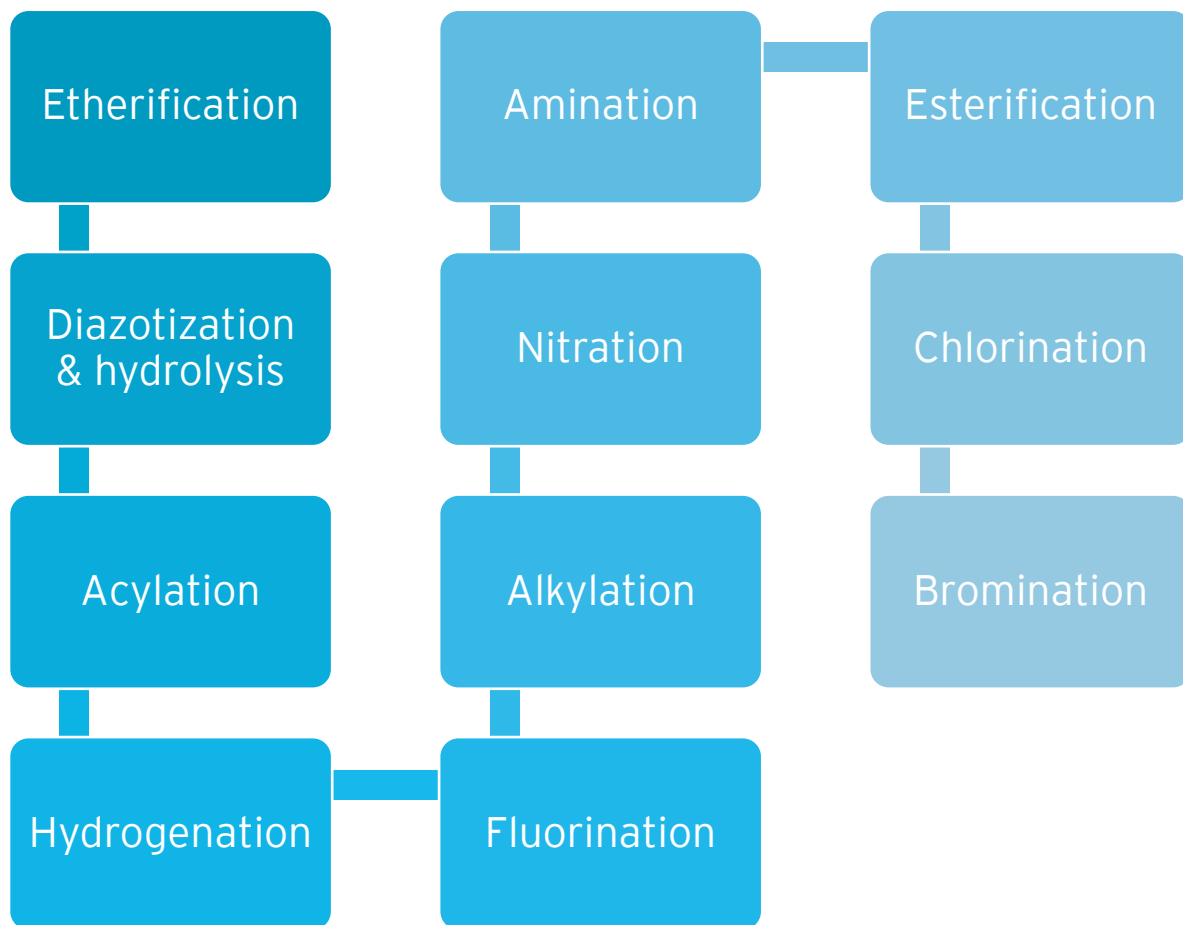 Etherification
Diazotization
& hydrolysis
Acylation
Hydrogenation
Fluorination
Alkylation
Nitration
Amination
Esterification
Chlorination
Bromination